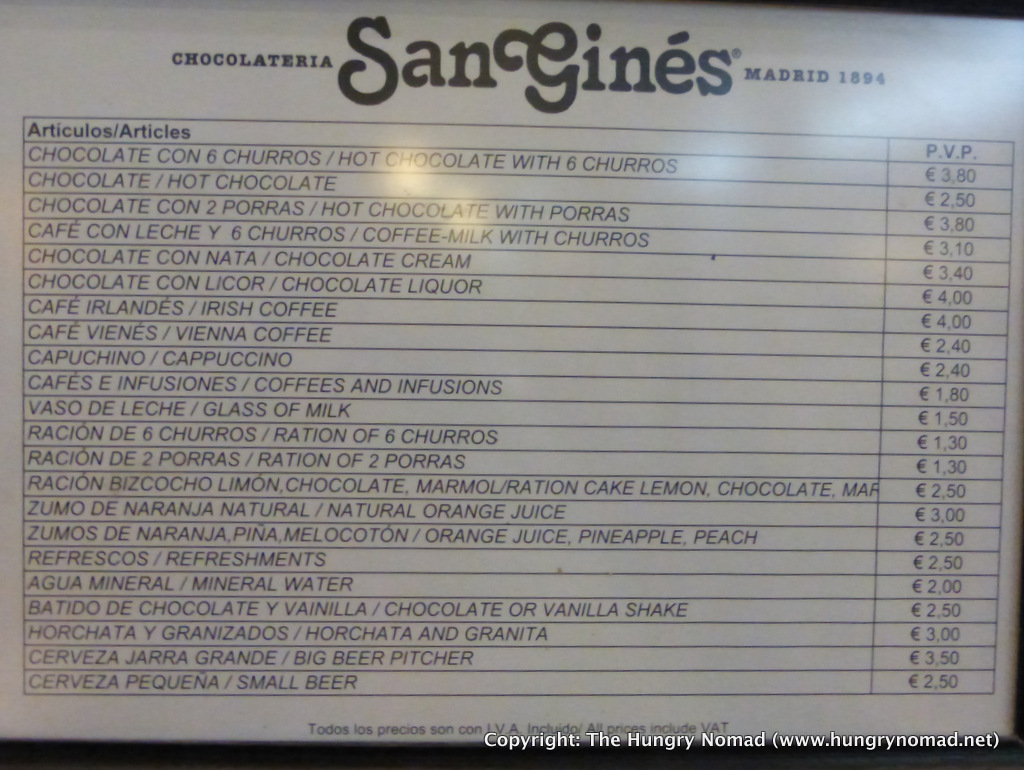 CHOCOLATERIA San Ginés® MADRID 1894
Artículos/Articles P.V.P.
CHOCOLATE CON 6 CHURROS / HOT CHOCOLATE WITH 6 CHURROS € 3,80
CHOCOLATE / HOT CHOCOLATE € 2,50
CHOCOLATE CON 2 PORRAS / HOT CHOCOLATE WITH PORRAS € 3,80
CAFÉ CON LECHE Y 6 CHURROS / COFFEE-MILK WITH CHURROS € 3,10
CHOCOLATE CON NATA / CHOCOLATE CREAM € 3,40
CHOCOLATE CON LICOR / CHOCOLATE LIQUOR € 4,00
CAFÉ IRLANDÉS / IRISH COFFEE € 4,00
CAFÉ VIENÉS / VIENNA COFFEE € 2,40
CAPUCHINO / CAPPUCCINO € 2,40
CAFÉS E INFUSIONES / COFFEES AND INFUSIONS € 1,80
VASO DE LECHE / GLASS OF MILK € 1,50
RACIÓN DE 6 CHURROS / RATION OF 6 CHURROS € 1,30
RACIÓN DE 2 PORRAS / RATION OF 2 PORRAS € 1,30
RACIÓN BIZCOCHO LIMÓN,CHOCOLATE, MARMOL/RATION CAKE LEMON, CHOCOLATE, MAR € 2,50
ZUMO DE NARANJA NATURAL / NATURAL ORANGE JUICE € 3,00
ZUMOS DE NARANJA,PIÑA,MELOCOTÓN / ORANGE JUICE, PINEAPPLE, PEACH € 2,50
REFRESCOS / REFRESHMENTS € 2,50
AGUA MINERAL / MINERAL WATER € 2,00
BATIDO DE CHOCOLATE Y VAINILLA / CHOCOLATE OR VANILLA SHAKE € 2,50
HORCHATA Y GRANIZADOS / HORCHATA AND GRANITA € 3,00
CERVEZA JARRA GRANDE / BIG BEER PITCHER € 3,50
CERVEZA PEQUEÑA / SMALL BEER € 2,50
Todos los precios son con I.V.A. Incluido/ All prices include VAT
Copyright: The Hungry Nomad (www.hungrynomad.net)